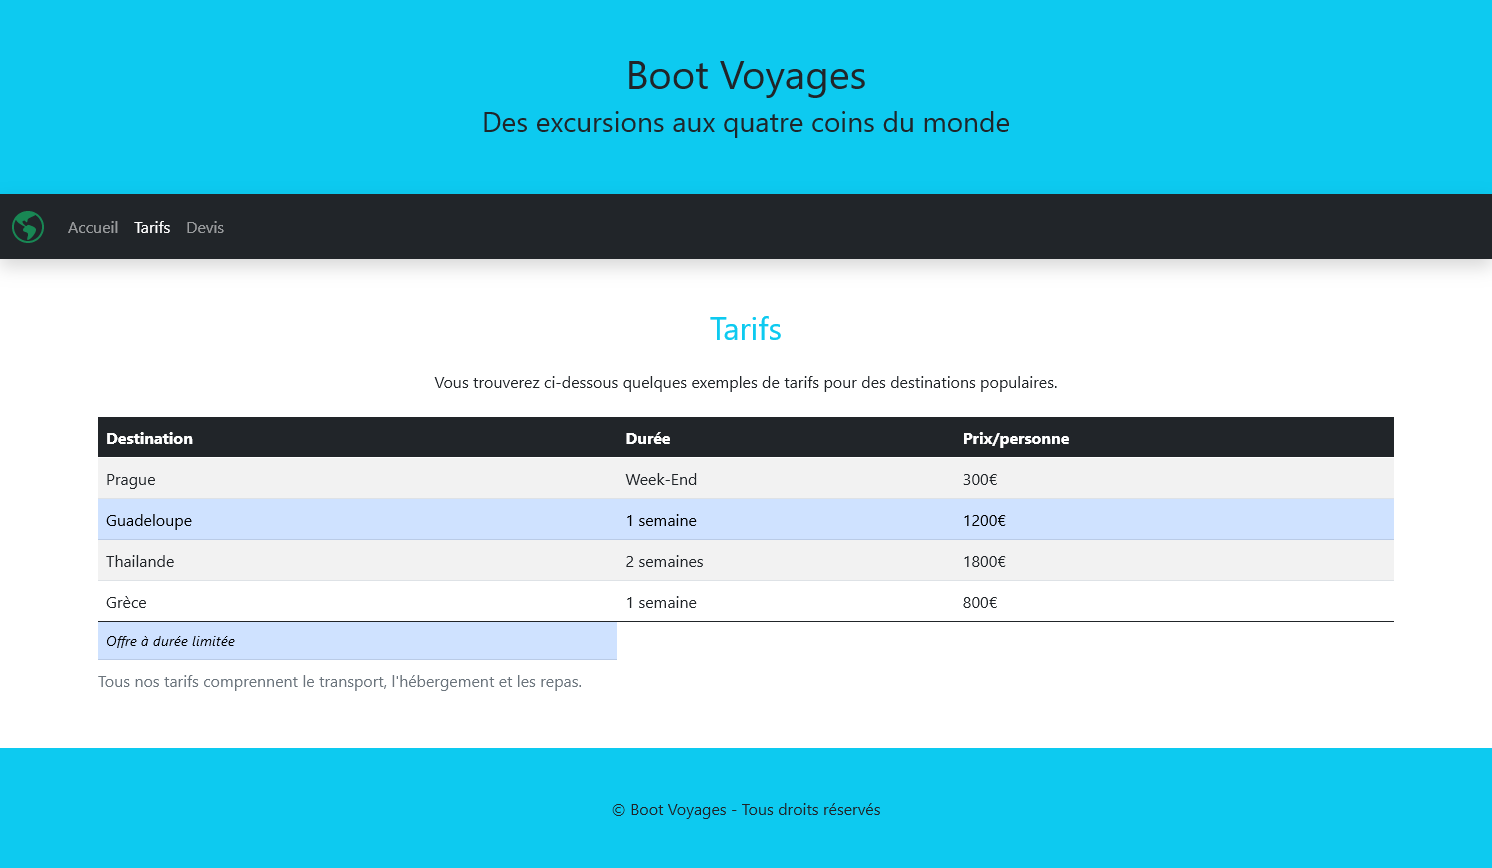 Boot Voyages
Des excursions aux quatre coins du monde
Accueil Tarifs Devis
Tarifs
Vous trouverez ci-dessous quelques exemples de tarifs pour des destinations populaires.
Destination Durée Prix/personne
Prague Week-End 300€
Guadeloupe 1 semaine 1200€
Thailande 2 semaines 1800€
Grèce 1 semaine 800€
Offre à durée limitée
Tous nos tarifs comprennent le transport, l'hébergement et les repas.
© Boot Voyages - Tous droits réservés